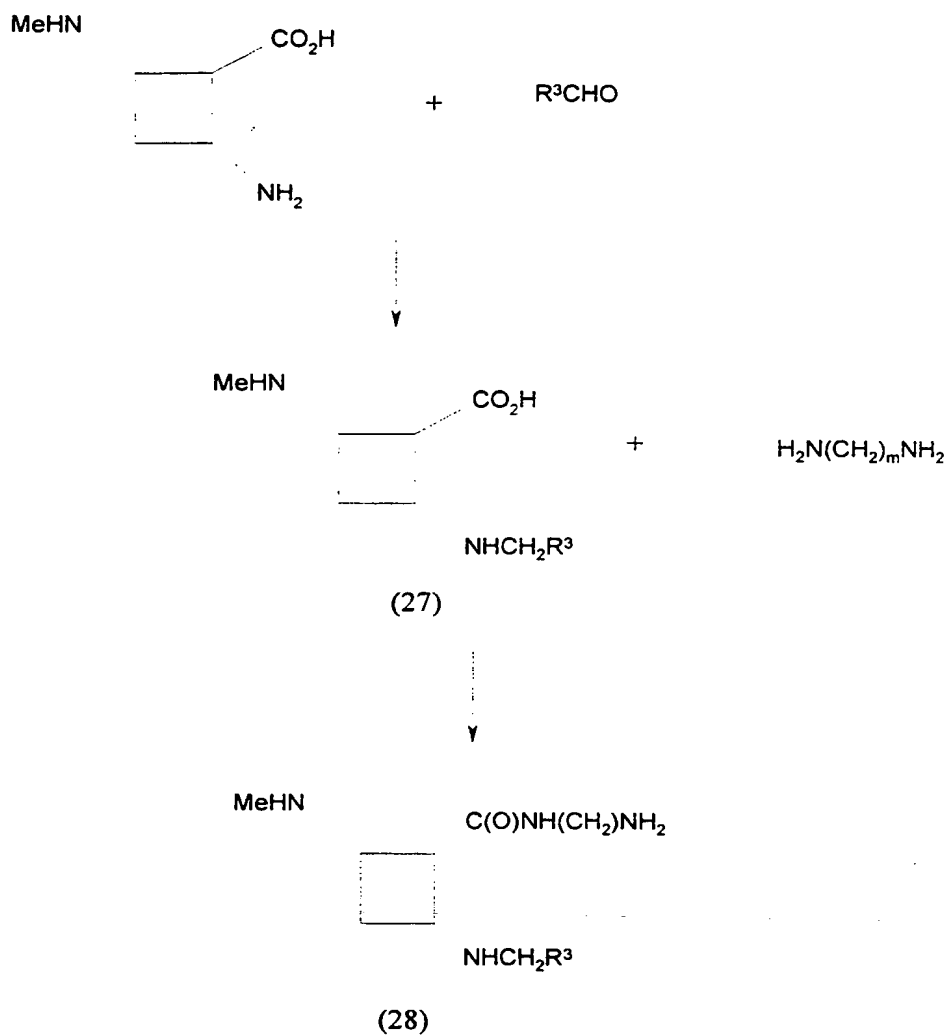 MeHN
CO₂H
+ R³CHO
NH₂
MeHN
CO₂H
+ H₂N(CH₂)ₘNH₂
NHCH₂R³
(27)
MeHN
C(O)NH(CH₂)NH₂
NHCH₂R³
(28)